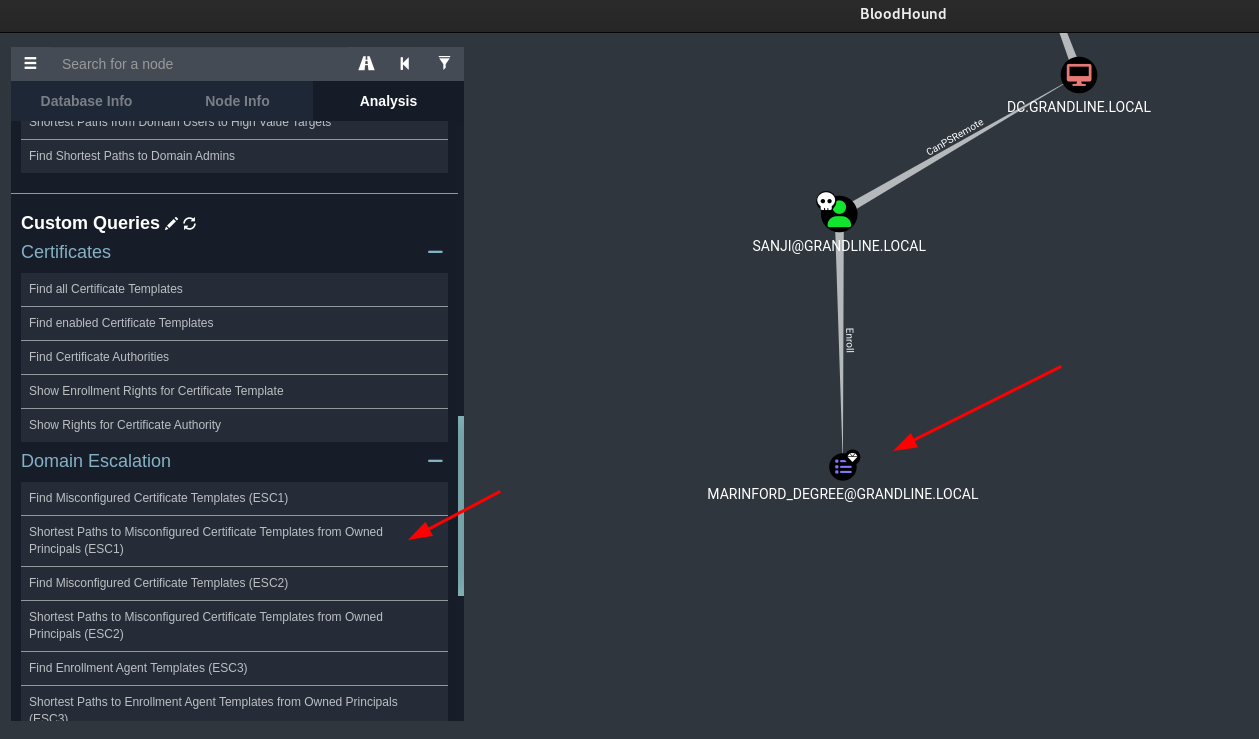 BloodHound
Search for a node
Database Info
Node Info
Analysis
Shortest Paths from Domain Users to High Value Targets
Find Shortest Paths to Domain Admins
Custom Queries
Certificates
Find all Certificate Templates
Find enabled Certificate Templates
Find Certificate Authorities
Show Enrollment Rights for Certificate Template
Show Rights for Certificate Authority
Domain Escalation
Find Misconfigured Certificate Templates (ESC1)
Shortest Paths to Misconfigured Certificate Templates from Owned
Principals (ESC1)
Find Misconfigured Certificate Templates (ESC2)
Shortest Paths to Misconfigured Certificate Templates from Owned
Principals (ESC2)
Find Enrollment Agent Templates (ESC3)
Shortest Paths to Enrollment Agent Templates from Owned Principals
(ESC3)
DC.GRANDLINE.LOCAL
CanPSRemote
SANJI@GRANDLINE.LOCAL
Enroll
MARINFORD_DEGREE@GRANDLINE.LOCAL